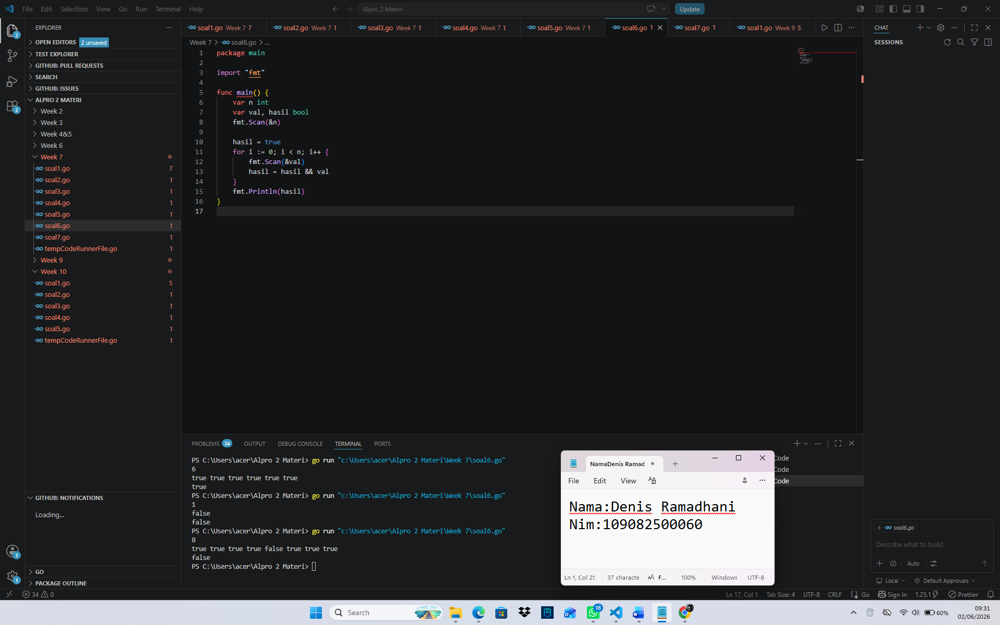 File Edit Selection View Go Run Terminal Help
Alpro 2 Materi
Update
EXPLORER
OPEN EDITORS 2 unsaved
TEST EXPLORER
GITHUB: PULL REQUESTS
SEARCH
GITHUB: ISSUES
ALPRO 2 MATERI
Week 2
Week 3
Week 4&5
Week 6
Week 7
soal1.go 7
soal2.go 1
soal3.go 1
soal4.go 1
soal5.go 1
soal6.go 1
soal7.go 1
tempCodeRunnerFile.go 1
Week 9
Week 10
soal1.go 5
soal2.go 1
soal3.go 1
soal4.go 1
soal5.go 1
tempCodeRunnerFile.go 1
GITHUB: NOTIFICATIONS
Loading...
GO
PACKAGE OUTLINE
soal1.go Week 7 7
soal2.go Week 7 1
soal3.go Week 7 1
soal4.go Week 7 1
soal5.go Week 7 1
soal6.go 1
soal7.go 1
soal1.go Week 9 5
Week 7 > soal6.go > ...
1 package main
2
3 import "fmt"
4
5 func main() {
6 var n int
7 var val, hasil bool
8 fmt.Scan(&n)
9
10 hasil = true
11 for i := 0; i < n; i++ {
12 fmt.Scan(&val)
13 hasil = hasil && val
14 }
15 fmt.Println(hasil)
16 }
17
PROBLEMS 34 OUTPUT DEBUG CONSOLE TERMINAL PORTS
PS C:\Users\acer\Alpro 2 Materi> go run "c:\Users\acer\Alpro 2 Materi\Week 7\soal6.go"
6
true true true true true true
true
PS C:\Users\acer\Alpro 2 Materi> go run "c:\Users\acer\Alpro 2 Materi\Week 7\soal6.go"
1
false
false
PS C:\Users\acer\Alpro 2 Materi> go run "c:\Users\acer\Alpro 2 Materi\Week 7\soal6.go"
8
true true true true false true true true
false
PS C:\Users\acer\Alpro 2 Materi>
Code
Code
Code
NamaDenis Ramad
File Edit View
Nama:Denis Ramadhani
Nim:109082500060
Ln 1, Col 21 37 characte F... 100% Windows UTF-8
CHAT
SESSIONS
soal6.go
Describe what to build
Auto
Local Default Approvals
34 0
Ln 17, Col 1 Tab Size: 4 UTF-8 CRLF Go Sign In 1.25.1 Prettier
Search
18
60%
09:31
02/06/2026